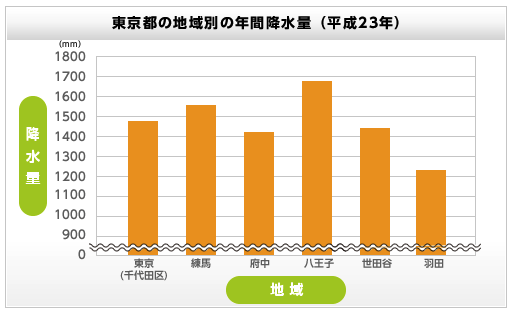 東京都の地域別の年間降水量（平成23年）
(mm)
1800
1700
1600
1500
1400
1300
1200
1100
1000
900
0
降水量
東京
(千代田区)
練馬
府中
八王子
世田谷
羽田
地域